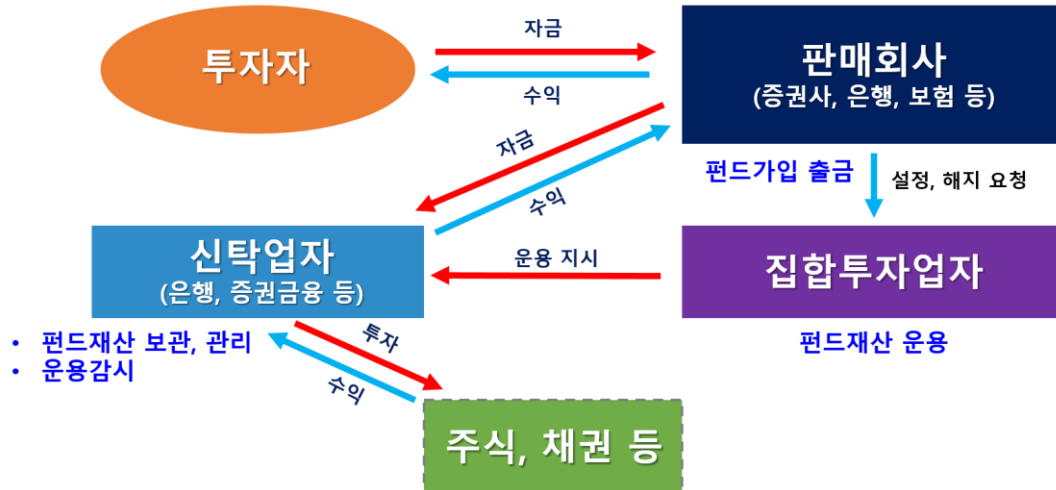 자금
투자자
판매회사
(증권사, 은행, 보험 등)
수익
자금
수익
펀드가입 출금
설정, 해지 요청
신탁업자
(은행, 증권금융 등)
운용 지시
집합투자업자
• 펀드재산 보관, 관리
• 운용감시
투자
수익
펀드재산 운용
주식, 채권 등